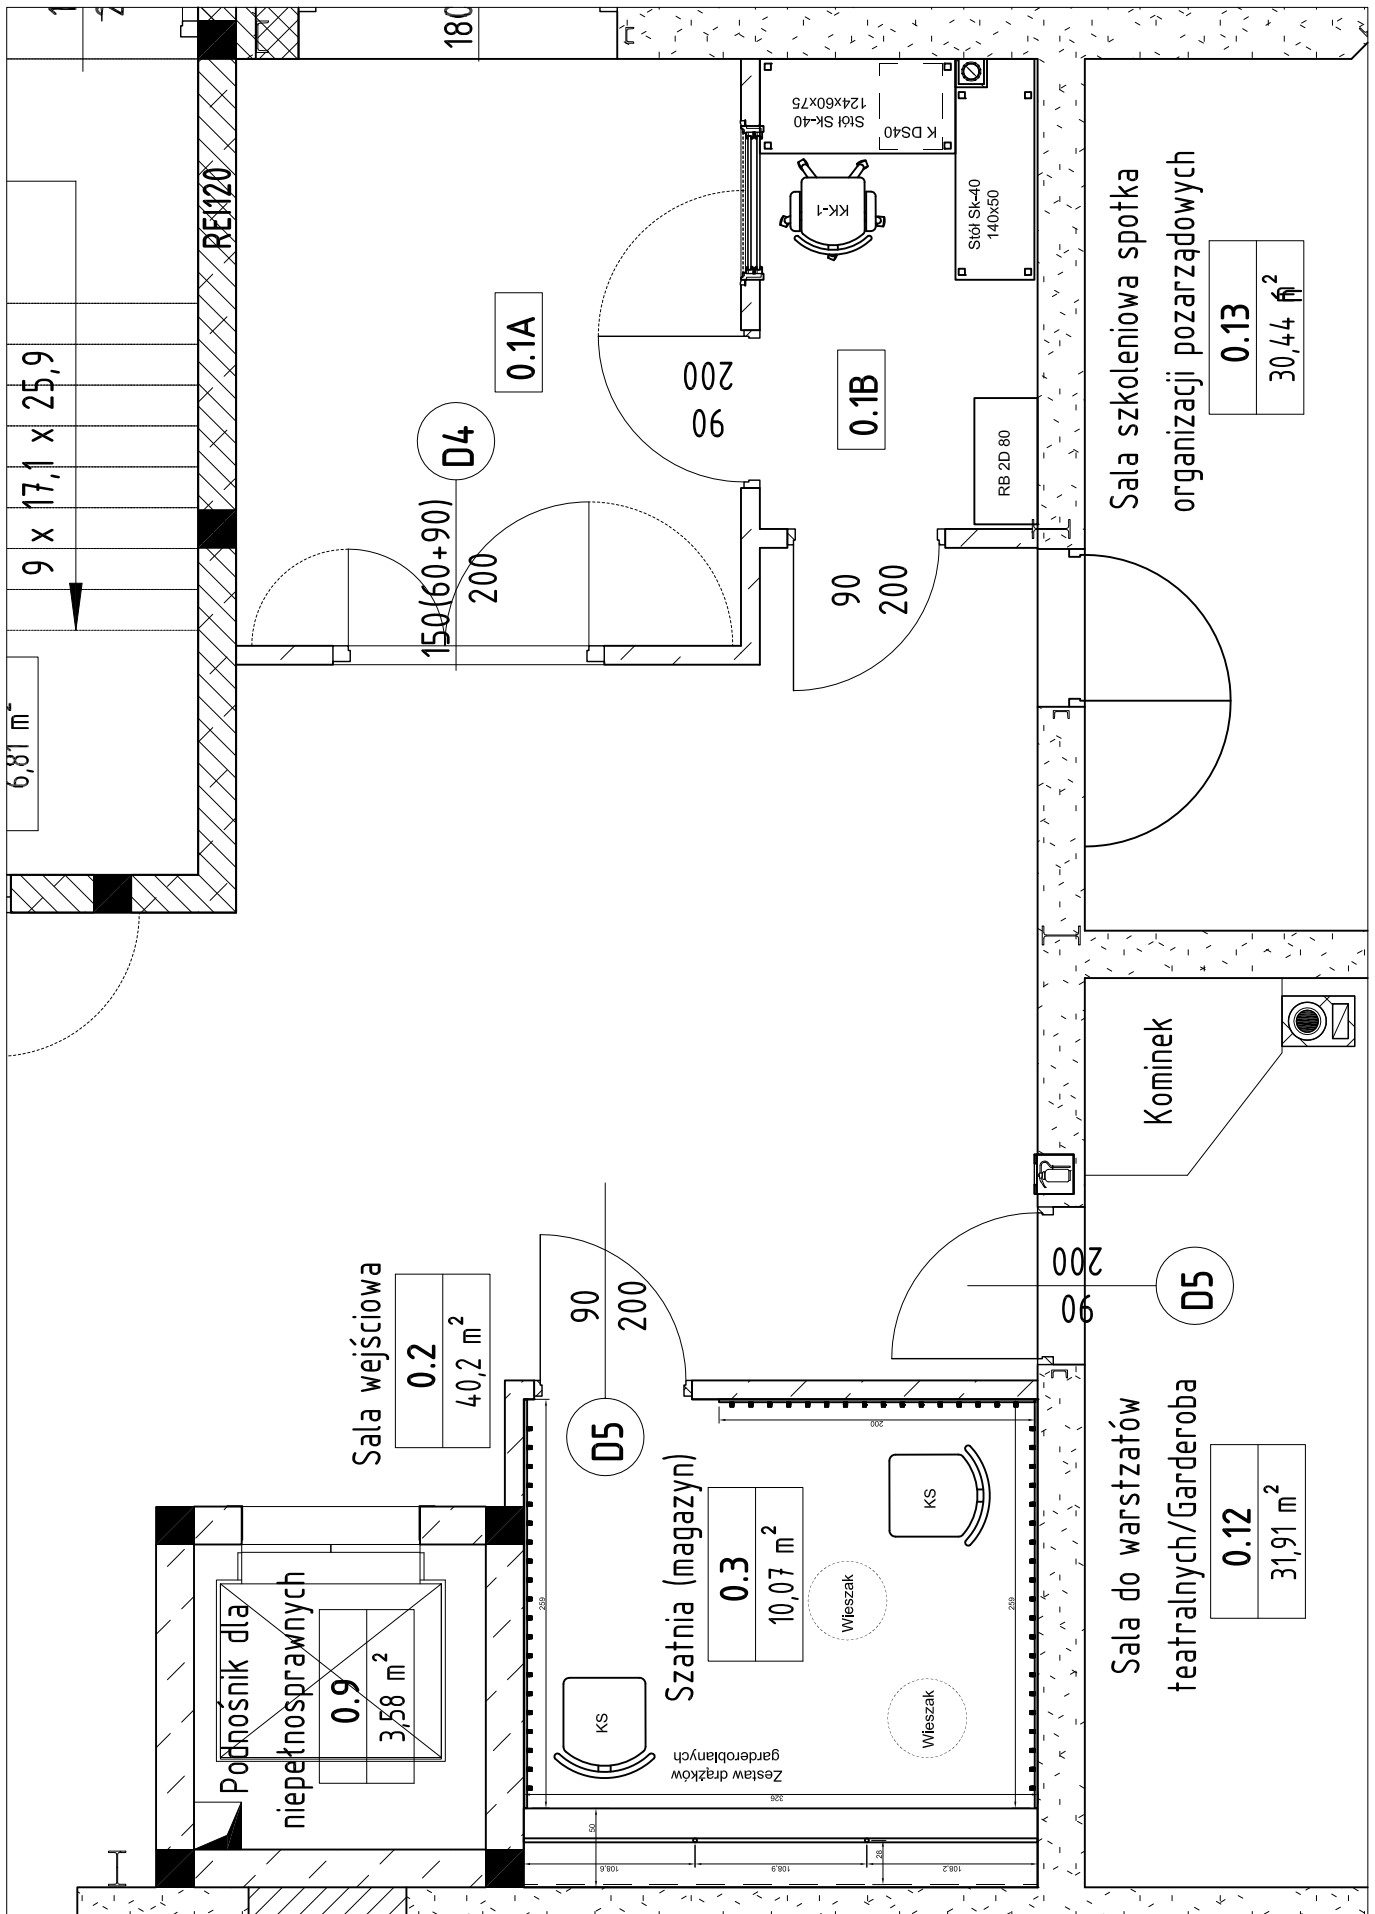 180
REI120
9 x 17,1 x 25,9
6,81 m²
0.1A
D4
150(60+90)
200
90
200
Stół Sk-40
124x60x75
K DS40
KK-1
Stół Sk-40
140x50
0.1B
RB 2D 80
90
200
Sala szkoleniowa spotka
organizacji pozarządowych
0.13
30,44 m²
Kominek
Sala wejściowa
0.2
40,2 m²
90
200
D5
90
200
D5
Podnośnik dla
niepełnosprawnych
0.9
3,58 m²
Szatnia (magazyn)
0.3
10,07 m²
KS
KS
Wieszak
Wieszak
Zestaw drążków
garderobianych
259
200
259
326
50
28
108,6
108,9
108,2
Sala do warsztatów
teatralnych/Garderoba
0.12
31,91 m²